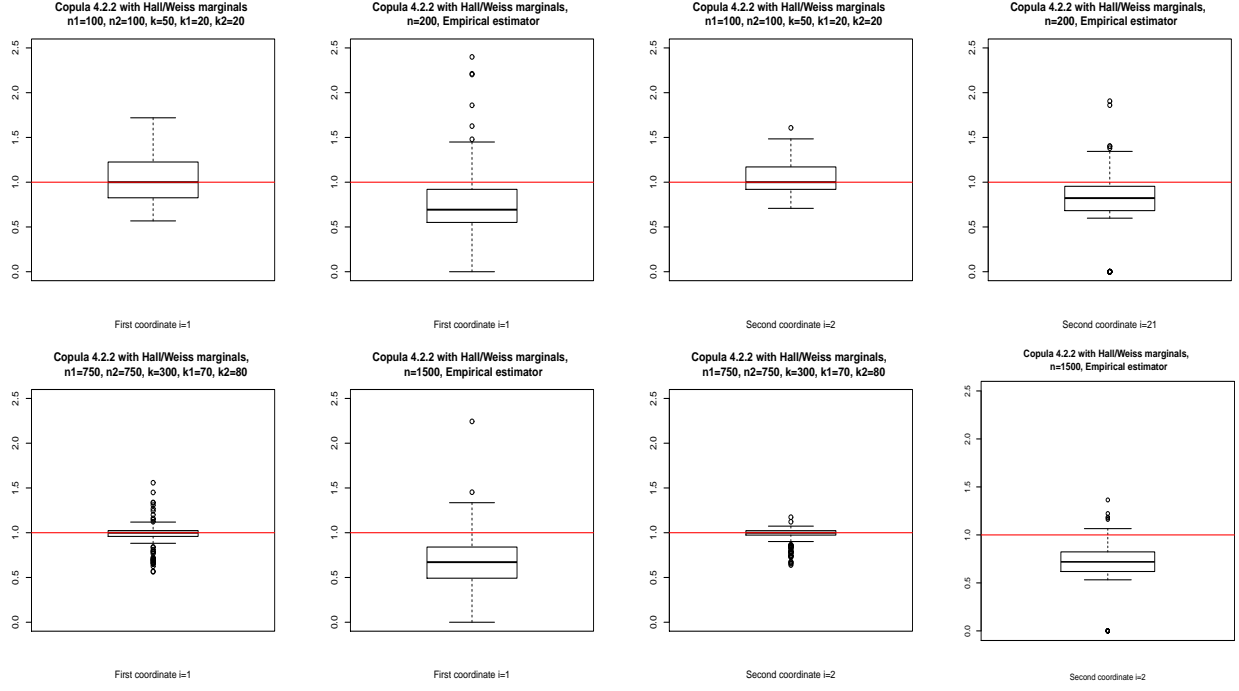 Copula 4.2.2 with Hall/Weiss marginals
n1=100, n2=100, k=50, k1=20, k2=20
2.5
2.0
1.5
1.0
0.5
0.0
First coordinate i=1
Copula 4.2.2 with Hall/Weiss marginals,
n=200, Empirical estimator
2.5
2.0
1.5
1.0
0.5
0.0
First coordinate i=1
Copula 4.2.2 with Hall/Weiss marginals
n1=100, n2=100, k=50, k1=20, k2=20
2.5
2.0
1.5
1.0
0.5
0.0
Second coordinate i=2
Copula 4.2.2 with Hall/Weiss marginals,
n=200, Empirical estimator
2.5
2.0
1.5
1.0
0.5
0.0
Second coordinate i=21
Copula 4.2.2 with Hall/Weiss marginals,
n1=750, n2=750, k=300, k1=70, k2=80
2.5
2.0
1.5
1.0
0.5
0.0
First coordinate i=1
Copula 4.2.2 with Hall/Weiss marginals,
n=1500, Empirical estimator
2.5
2.0
1.5
1.0
0.5
0.0
First coordinate i=1
Copula 4.2.2 with Hall/Weiss marginals,
n1=750, n2=750, k=300, k1=70, k2=80
2.5
2.0
1.5
1.0
0.5
0.0
Second coordinate i=2
Copula 4.2.2 with Hall/Weiss marginals,
n=1500, Empirical estimator
2.5
2.0
1.5
1.0
0.5
0.0
Second coordinate i=2